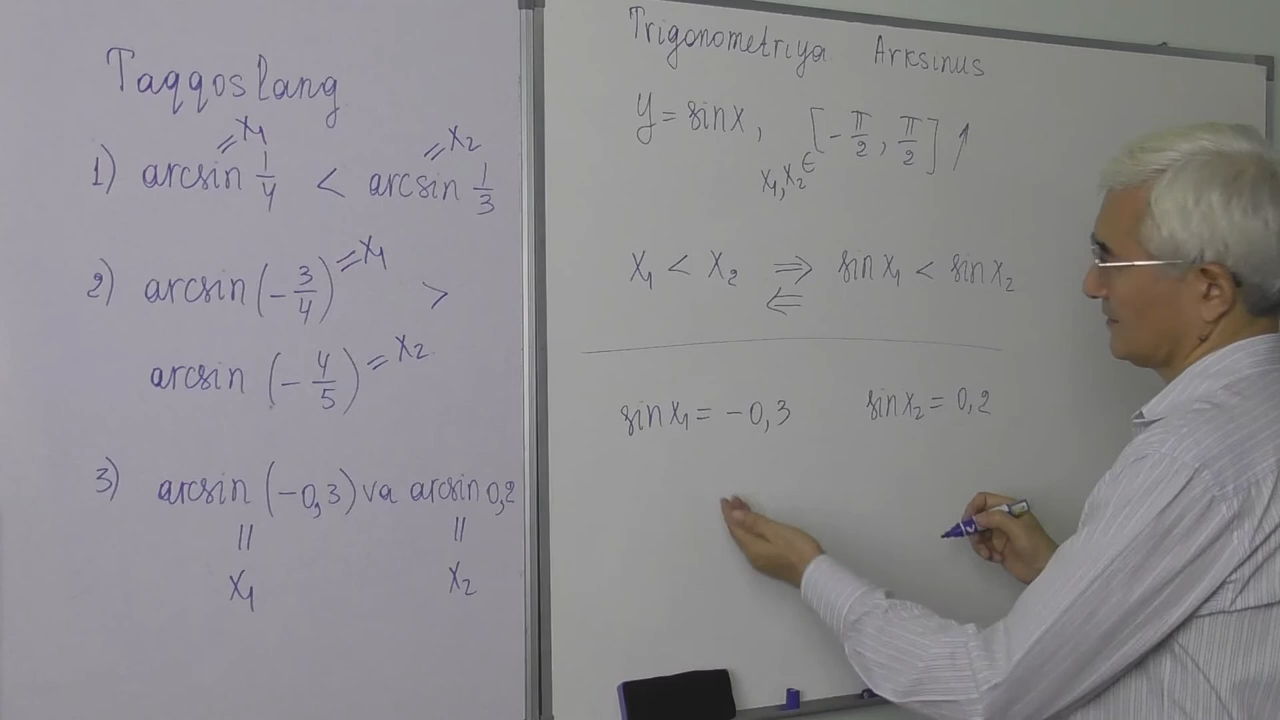 Taqqoslang
= x₁ = x₂
1) arcsin 1/4 < arcsin 1/3
2) arcsin (-3/4) = x₁ >
arcsin (-4/5) = x₂
3) arcsin (-0,3) va arcsin 0,2
= =
x₁ x₂
Trigonometriya Arksinus
y = sin x, [-π/2, π/2] ↑
x₁, x₂ ∈
x₁ < x₂ ⇒ sin x₁ < sin x₂
⇐
sin x₁ = -0,3 sin x₂ = 0,2